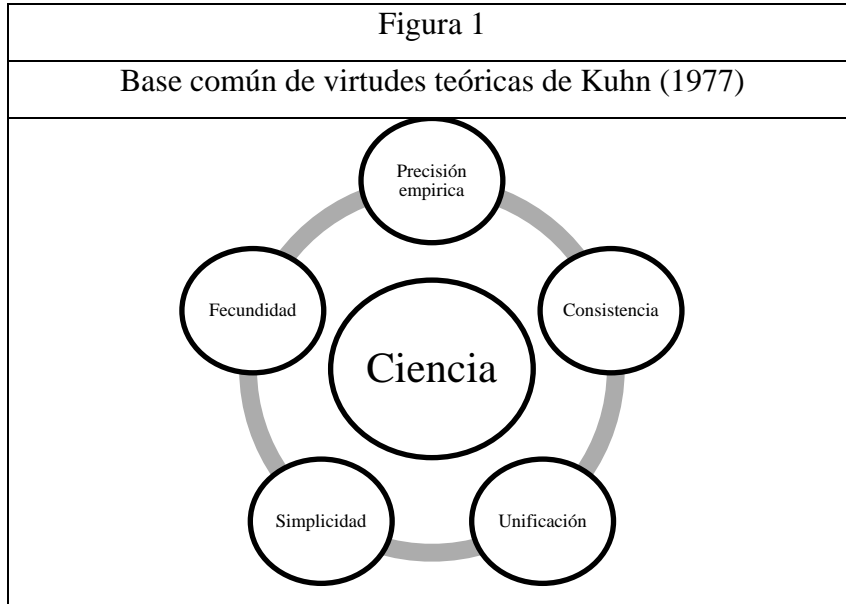 Figura 1
Base común de virtudes teóricas de Kuhn (1977)
Precisión
empirica
Fecundidad
Consistencia
Ciencia
Simplicidad
Unificación